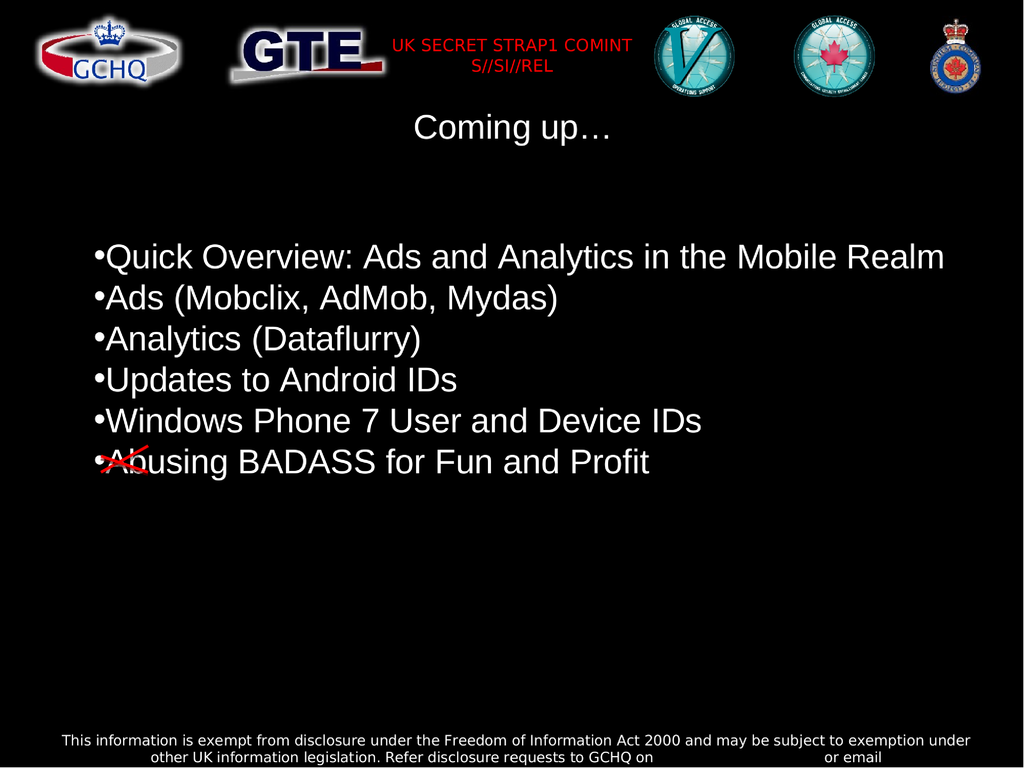 GCHQ
GTE
UK SECRET STRAP1 COMINT
S//SI//REL
GLOBAL ACCESS
V
OPERATIONS SUPPORT
GLOBAL ACCESS
Coming up…
•Quick Overview: Ads and Analytics in the Mobile Realm
•Ads (Mobclix, AdMob, Mydas)
•Analytics (Dataflurry)
•Updates to Android IDs
•Windows Phone 7 User and Device IDs
•Abusing BADASS for Fun and Profit
This information is exempt from disclosure under the Freedom of Information Act 2000 and may be subject to exemption under
other UK information legislation. Refer disclosure requests to GCHQ on or email